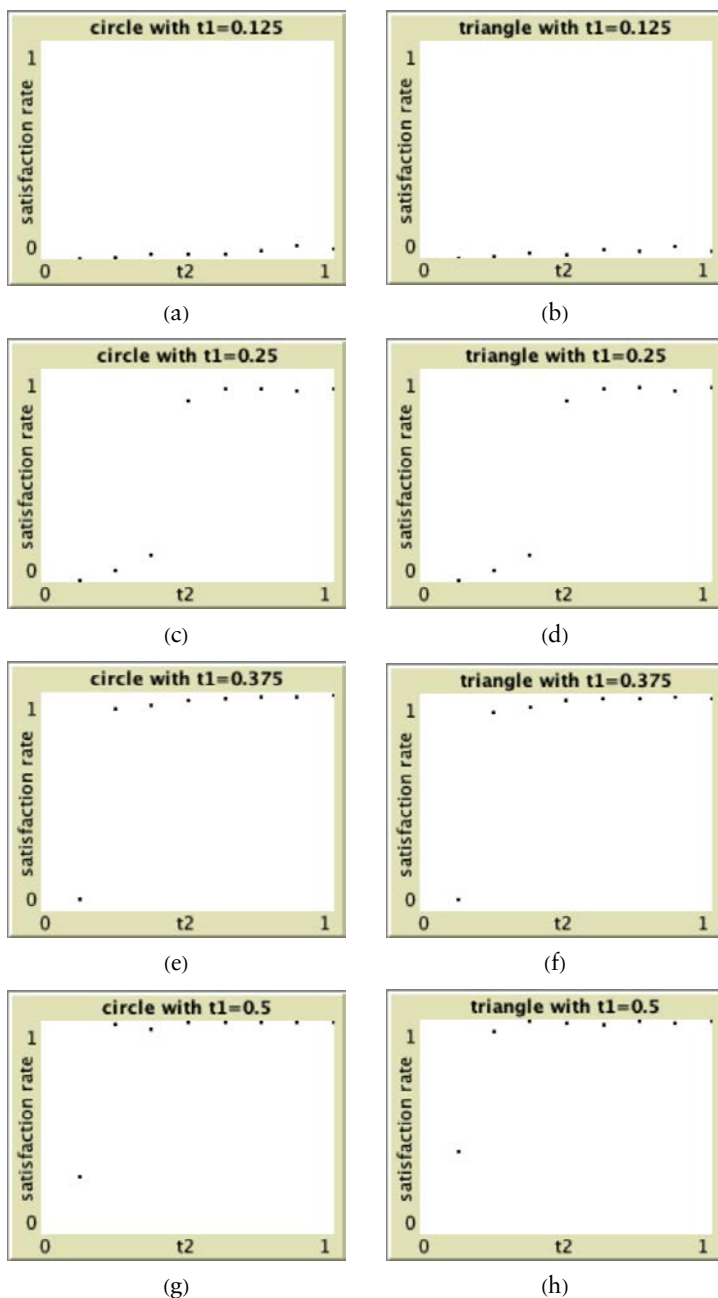 circle with t1=0.125
1
satisfaction rate
0
0 t2 1
(a)
triangle with t1=0.125
1
satisfaction rate
0
0 t2 1
(b)
circle with t1=0.25
1
satisfaction rate
0
0 t2 1
(c)
triangle with t1=0.25
1
satisfaction rate
0
0 t2 1
(d)
circle with t1=0.375
1
satisfaction rate
0
0 t2 1
(e)
triangle with t1=0.375
1
satisfaction rate
0
0 t2 1
(f)
circle with t1=0.5
1
satisfaction rate
0
0 t2 1
(g)
triangle with t1=0.5
1
satisfaction rate
0
0 t2 1
(h)